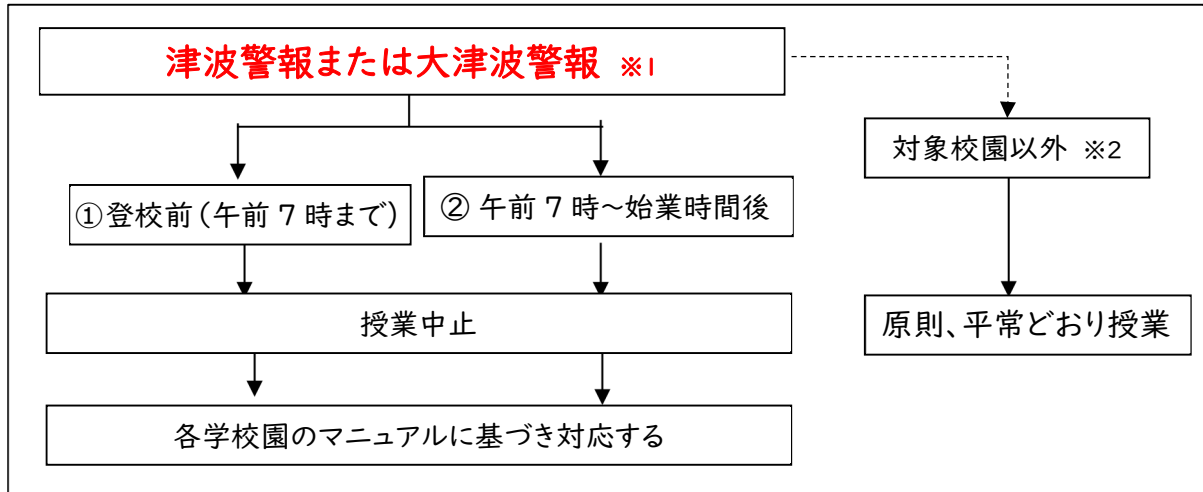 津波警報または大津波警報 ※1
対象校園以外 ※2
①登校前(午前7時まで)
② 午前7時~始業時間後
授業中止
原則、平常どおり授業
各学校園のマニュアルに基づき対応する